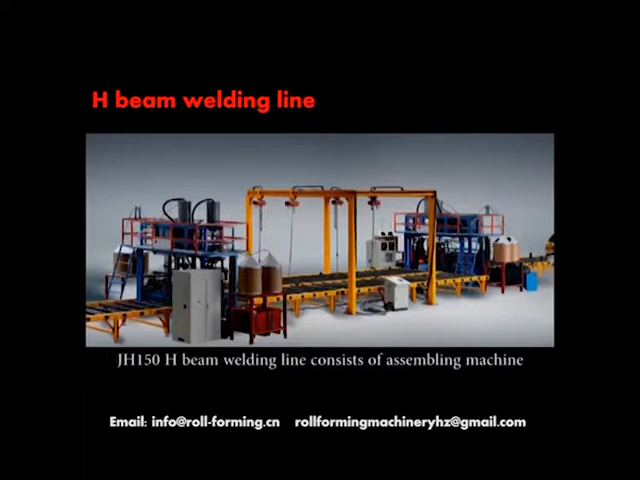 H beam welding line
JH150 H beam welding line consists of assembling machine
Email: info@roll-forming.cn rollformingmachineryhz@gmail.com